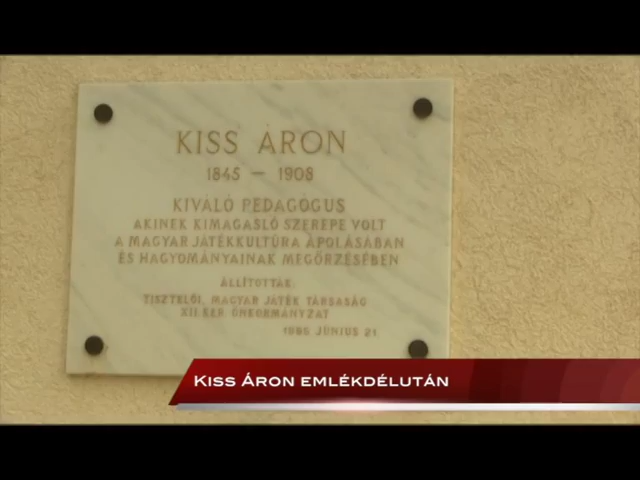 KISS ÁRON
1845 — 1908
KIVÁLÓ PEDAGÓGUS
AKINEK KIMAGASLÓ SZEREPE VOLT
A MAGYAR JÁTÉKKULTÚRA ÁPOLÁSÁBAN
ÉS HAGYOMÁNYAINAK MEGŐRZÉSÉBEN
ÁLLÍTOTTÁK:
TISZTELŐI, MAGYAR JÁTÉK TÁRSASÁG
XII. KER. ÖNKORMÁNYZAT
JÚNIUS 21
KISS ÁRON EMLÉKDÉLUTÁN